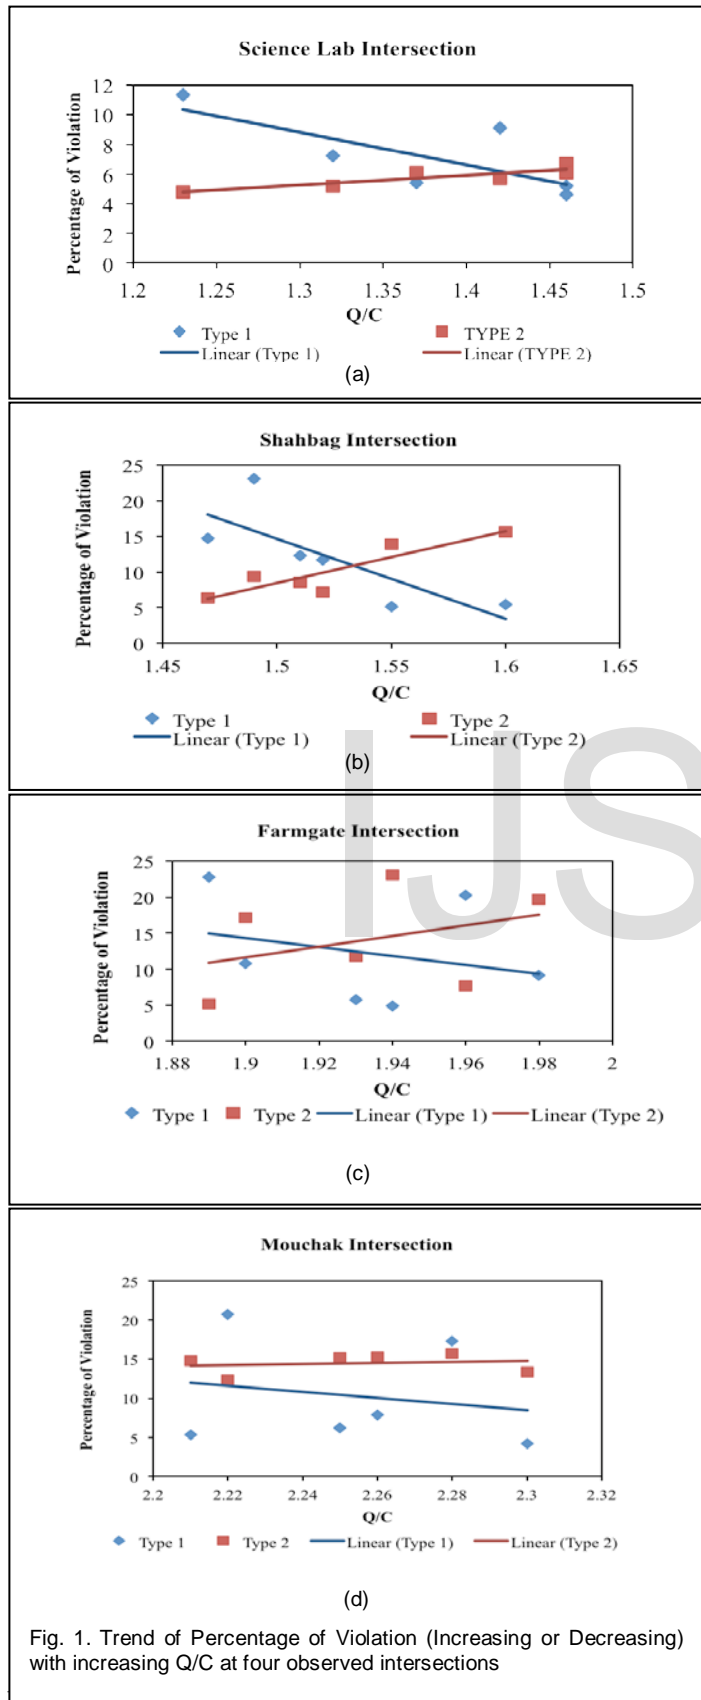 Science Lab Intersection
Percentage of Violation
12
10
8
6
4
2
0
1.2 1.25 1.3 1.35 1.4 1.45 1.5
Q/C
Type 1 TYPE 2
Linear (Type 1) Linear (TYPE 2)
(a)
Shahbag Intersection
Percentage of Violation
25
20
15
10
5
0
1.45 1.5 1.55 1.6 1.65
Q/C
Type 1 Type 2
Linear (Type 1) Linear (Type 2)
(b)
IJS
Farmgate Intersection
Percentage of Violation
25
20
15
10
5
0
1.88 1.9 1.92 1.94 1.96 1.98 2
Q/C
Type 1 Type 2 Linear (Type 1) Linear (Type 2)
(c)
Mouchak Intersection
Percentage of Violation
25
20
15
10
5
0
2.2 2.22 2.24 2.26 2.28 2.3 2.32
Q/C
Type 1 Type 2 Linear (Type 1) Linear (Type 2)
(d)
Fig. 1. Trend of Percentage of Violation (Increasing or Decreasing)
with increasing Q/C at four observed intersections